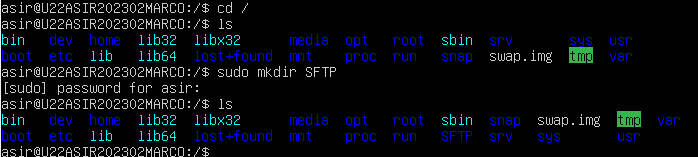 asir@U22ASIR202302MARCO:/$ cd /
asir@U22ASIR202302MARCO:/$ ls
bin dev home lib32 libx32 media opt root sbin srv sys usr
boot etc lib lib64 lost+found mnt proc run snap swap.img tmp var
asir@U22ASIR202302MARCO:/$ sudo mkdir SFTP
[sudo] password for asir:
asir@U22ASIR202302MARCO:/$ ls
bin dev home lib32 libx32 media opt root sbin snap swap.img tmp var
boot etc lib lib64 lost+found mnt proc run SFTP srv sys usr
asir@U22ASIR202302MARCO:/$